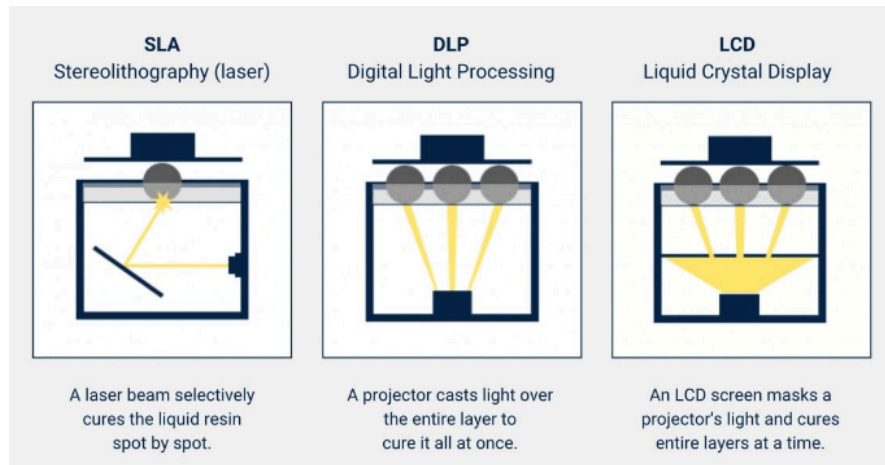 SLA
Stereolithography (laser)
A laser beam selectively
cures the liquid resin
spot by spot.
DLP
Digital Light Processing
A projector casts light over
the entire layer to
cure it all at once.
LCD
Liquid Crystal Display
An LCD screen masks a
projector's light and cures
entire layers at a time.